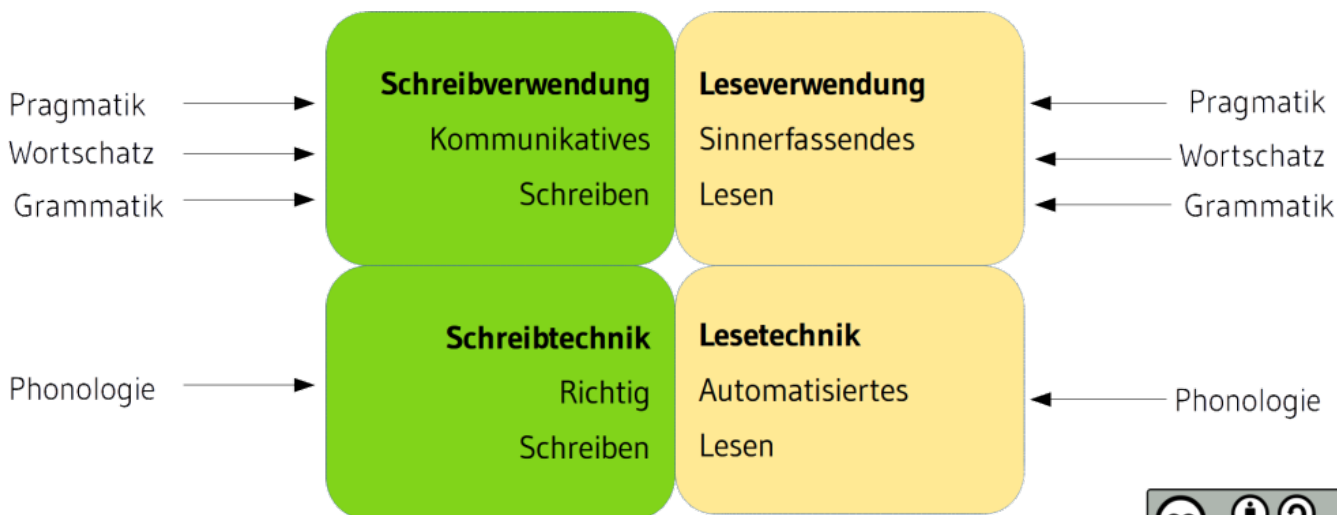 Pragmatik
Wortschatz
Grammatik
Schreibverwendung
Kommunikatives
Schreiben
Leseverwendung
Sinnerfassendes
Lesen
Pragmatik
Wortschatz
Grammatik
Phonologie
Schreibtechnik
Richtig
Schreiben
Lesetechnik
Automatisiertes
Lesen
Phonologie